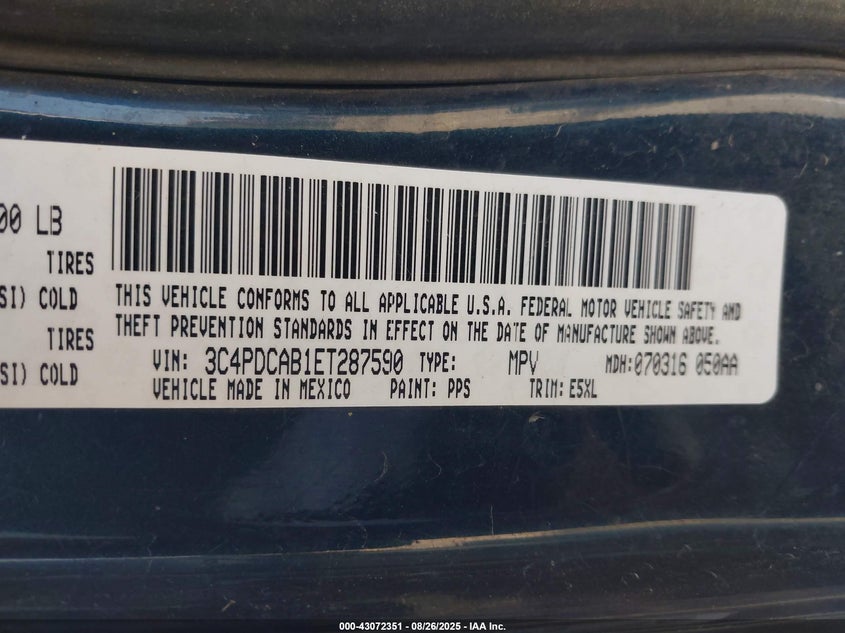 00 LB
TIRES
SI) COLD
TIRES
SI) COLD
THIS VEHICLE CONFORMS TO ALL APPLICABLE U.S.A. FEDERAL MOTOR VEHICLE SAFETY AND
THEFT PREVENTION STANDARDS IN EFFECT ON THE DATE OF MANUFACTURE SHOWN ABOVE.
VIN: 3C4PDCAB1ET287590 TYPE: MPV MDH:070316 050AA
VEHICLE MADE IN MEXICO PAINT: PPS TRIM: E5XL
000-43072351 | 08/26/2025 - IAA Inc.